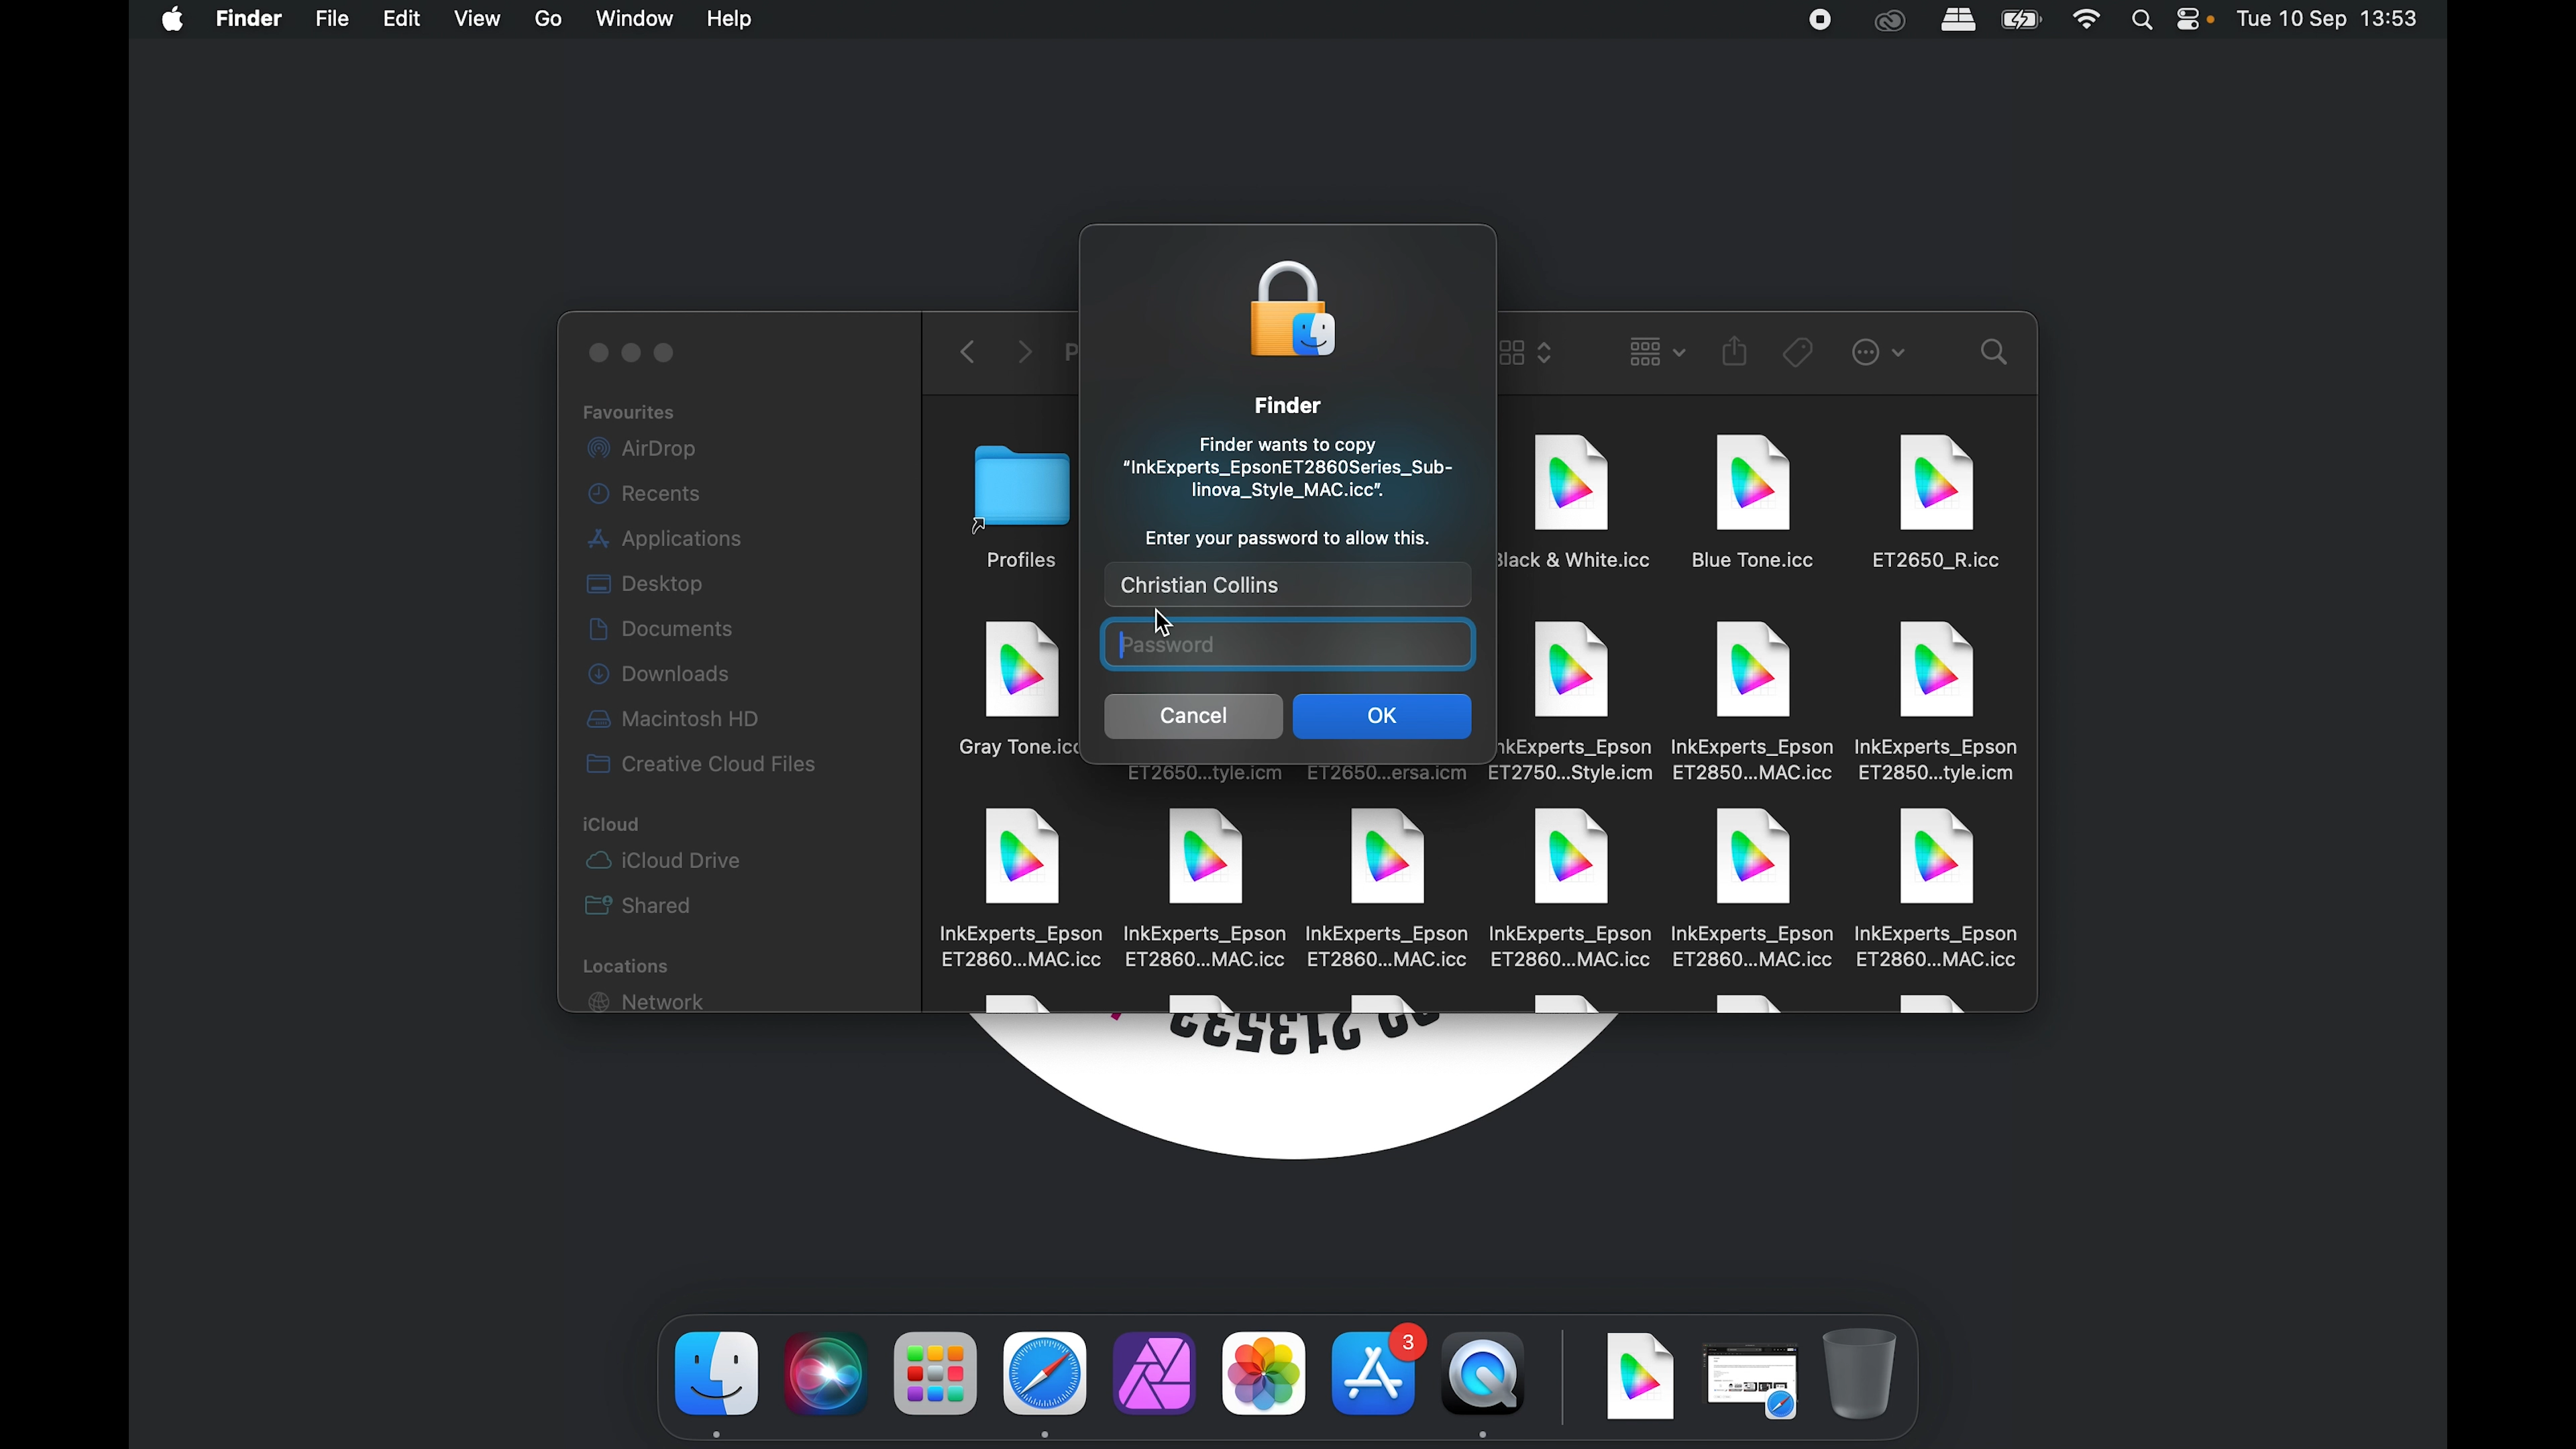 Finder File Edit View Go Window Help Tue 10 Sep 13:53
Finder
Finder wants to copy
“InkExperts_EpsonET2860Series_Sub-
linova_Style_MAC.icc”.
Enter your password to allow this.
Christian Collins
Password
Cancel OK
Favourites
AirDrop
Recents
Applications
Desktop
Documents
Downloads
Macintosh HD
Creative Cloud Files
iCloud
iCloud Drive
Shared
Locations
Network
P
Profiles
lack & White.icc
Blue Tone.icc
ET2650_R.icc
Gray Tone.icc
ET2650...tyle.icm
ET2650...ersa.icm
nkExperts_Epson
ET2750...Style.icm
InkExperts_Epson
ET2850...MAC.icc
InkExperts_Epson
ET2850...tyle.icm
InkExperts_Epson
ET2860...MAC.icc
InkExperts_Epson
ET2860...MAC.icc
InkExperts_Epson
ET2860...MAC.icc
InkExperts_Epson
ET2860...MAC.icc
InkExperts_Epson
ET2860...MAC.icc
InkExperts_Epson
ET2860...MAC.icc
3